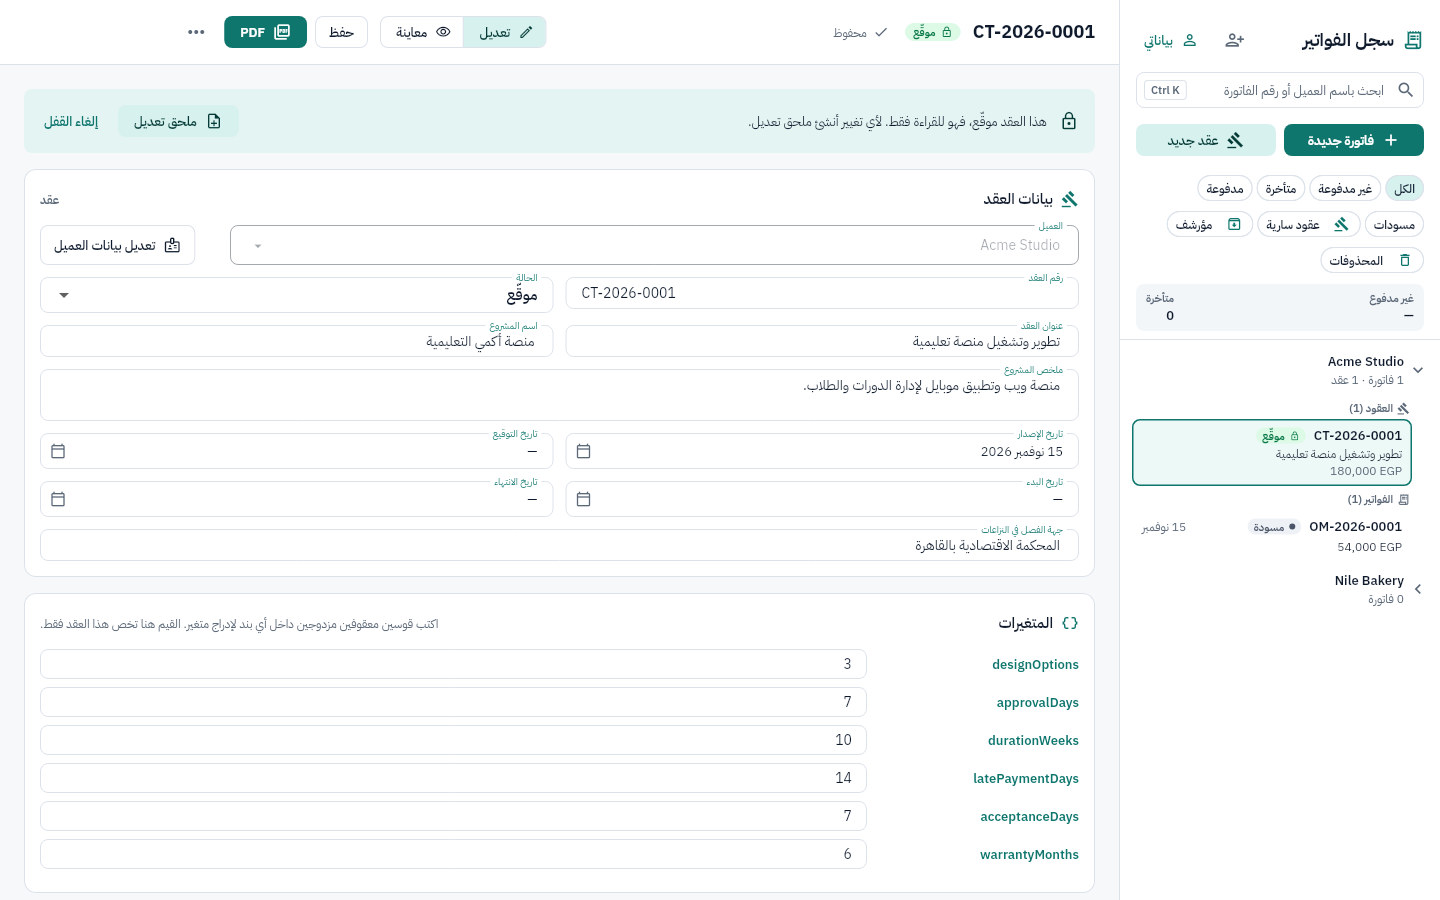 سجل الفواتير
بياناتي
ابحث باسم العميل أو رقم الفاتورة
Ctrl K
فاتورة جديدة
عقد جديد
الكل
غير مدفوعة
متأخرة
مدفوعة
مسودات
عقود سارية
مؤرشف
المحذوفات
غير مدفوع
متأخرة
—
0
Acme Studio
1 فاتورة · 1 عقد
العقود (1)
CT-2026-0001 موقّع
تطوير وتشغيل منصة تعليمية
180,000 EGP
الفواتير (1)
OM-2026-0001 مسودة 15 نوفمبر
54,000 EGP
Nile Bakery
0 فاتورة
CT-2026-0001 موقّع محفوظ
تعديل
معاينة
حفظ
PDF
هذا العقد موقّع، فهو للقراءة فقط. لأي تغيير أنشئ ملحق تعديل.
ملحق تعديل
إلغاء القفل
بيانات العقد
عقد
العميل
Acme Studio
تعديل بيانات العميل
رقم العقد
CT-2026-0001
الحالة
موقّع
عنوان العقد
تطوير وتشغيل منصة تعليمية
اسم المشروع
منصة أكمي التعليمية
ملخص المشروع
منصة ويب وتطبيق موبايل لإدارة الدورات والطلاب.
تاريخ الإصدار
15 نوفمبر 2026
تاريخ التوقيع
—
تاريخ البدء
—
تاريخ الانتهاء
—
جهة الفصل في النزاعات
المحكمة الاقتصادية بالقاهرة
المتغيرات
اكتب قوسين معقوفين مزدوجين داخل أي بند لإدراج متغير. القيم هنا تخص هذا العقد فقط.
designOptions
3
approvalDays
7
durationWeeks
10
latePaymentDays
14
acceptanceDays
7
warrantyMonths
6